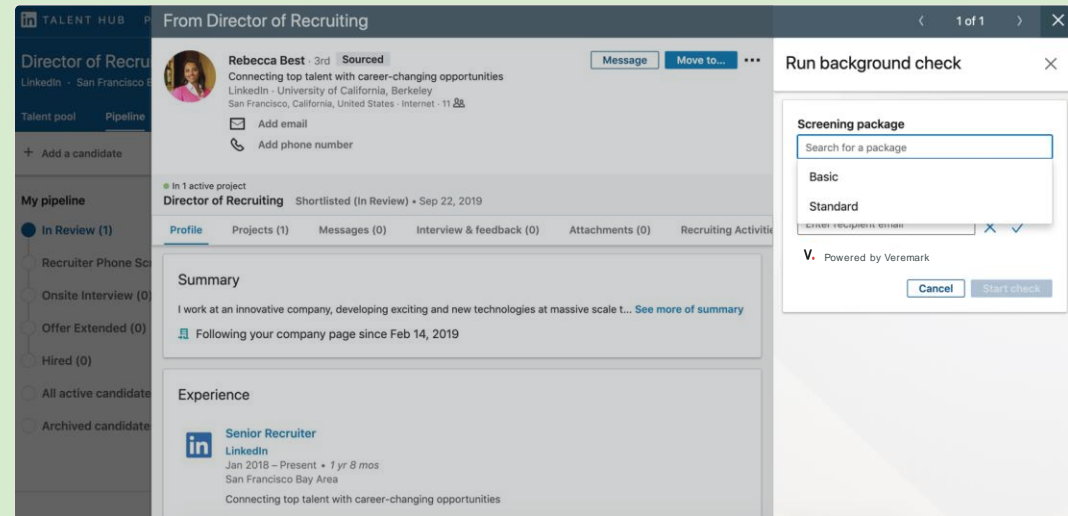 in TALENT HUB P
Director of Recru
LinkedIn · San Francisco B
Talent pool Pipeline
+ Add a candidate
My pipeline
In Review (1)
Recruiter Phone Scr
Onsite Interview (0)
Offer Extended (0)
Hired (0)
All active candidate
Archived candidate
From Director of Recruiting
1 of 1
Rebecca Best · 3rd Sourced
Connecting top talent with career-changing opportunities
LinkedIn · University of California, Berkeley
San Francisco, California, United States · Internet · 11
Add email
Add phone number
Message Move to...
In 1 active project
Director of Recruiting Shortlisted (In Review) • Sep 22, 2019
Profile Projects (1) Messages (0) Interview & feedback (0) Attachments (0) Recruiting Activitie
Summary
I work at an innovative company, developing exciting and new technologies at massive scale t... See more of summary
Following your company page since Feb 14, 2019
Experience
in
Senior Recruiter
LinkedIn
Jan 2018 – Present • 1 yr 8 mos
San Francisco Bay Area
Connecting top talent with career-changing opportunities
Run background check
Screening package
Search for a package
Basic
Standard
Enter recipient email
V. Powered by Veremark
Cancel Start check